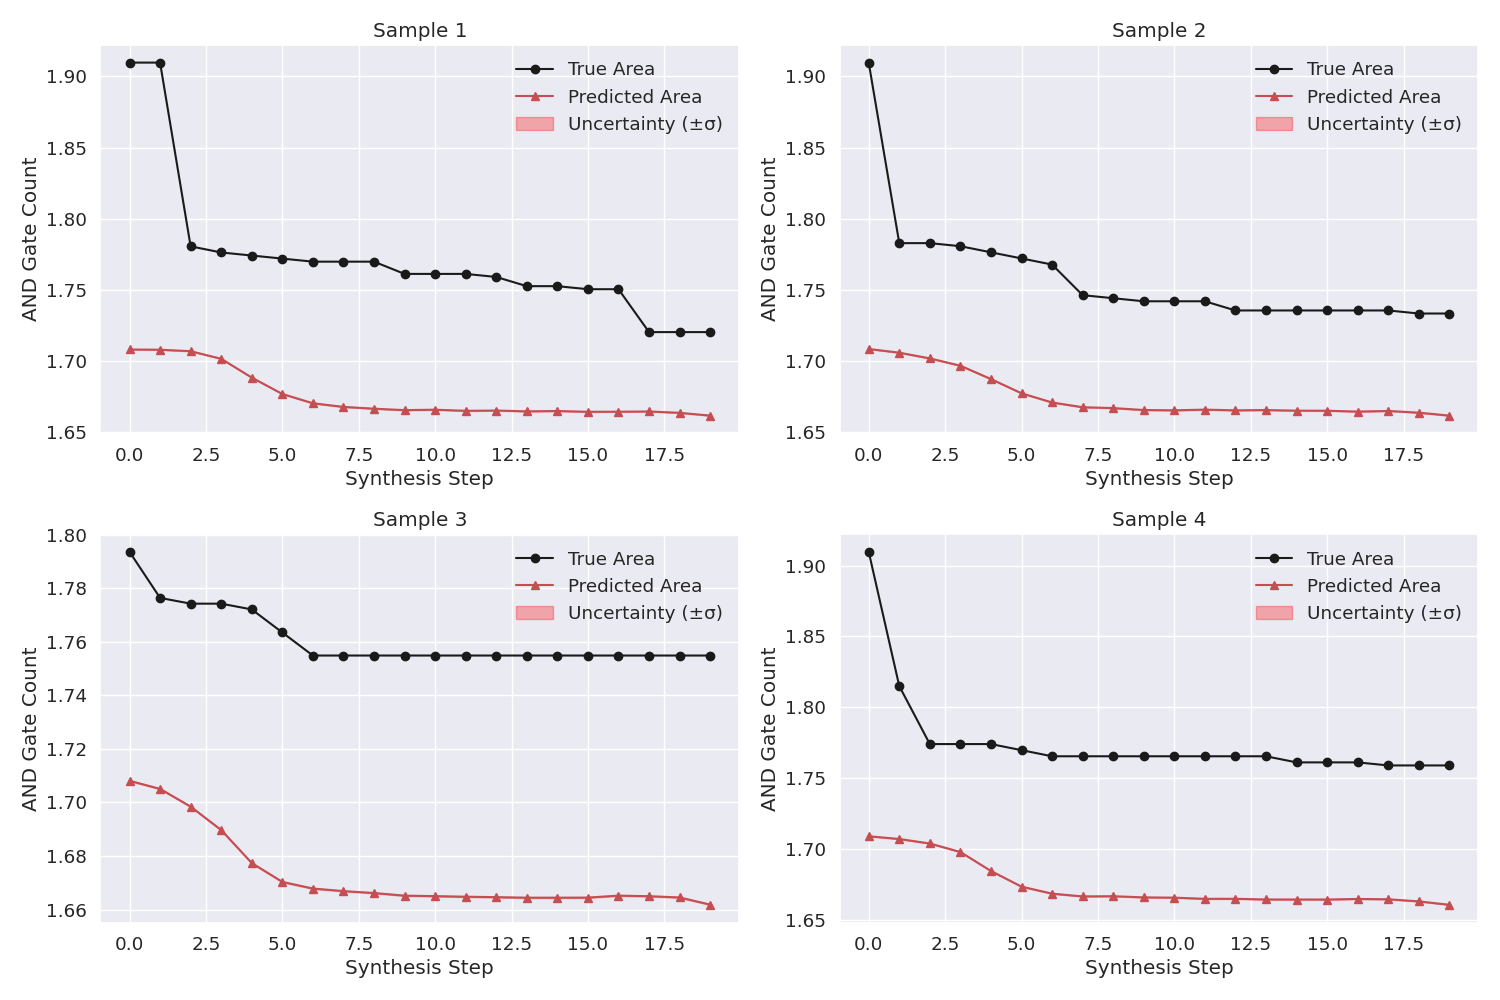 Sample 1
AND Gate Count
1.90
1.85
1.80
1.75
1.70
1.65
True Area
Predicted Area
Uncertainty (±σ)
0.0 2.5 5.0 7.5 10.0 12.5 15.0 17.5
Synthesis Step
Sample 2
AND Gate Count
1.90
1.85
1.80
1.75
1.70
1.65
True Area
Predicted Area
Uncertainty (±σ)
0.0 2.5 5.0 7.5 10.0 12.5 15.0 17.5
Synthesis Step
Sample 3
AND Gate Count
1.80
1.78
1.76
1.74
1.72
1.70
1.68
1.66
True Area
Predicted Area
Uncertainty (±σ)
0.0 2.5 5.0 7.5 10.0 12.5 15.0 17.5
Synthesis Step
Sample 4
AND Gate Count
1.90
1.85
1.80
1.75
1.70
1.65
True Area
Predicted Area
Uncertainty (±σ)
0.0 2.5 5.0 7.5 10.0 12.5 15.0 17.5
Synthesis Step